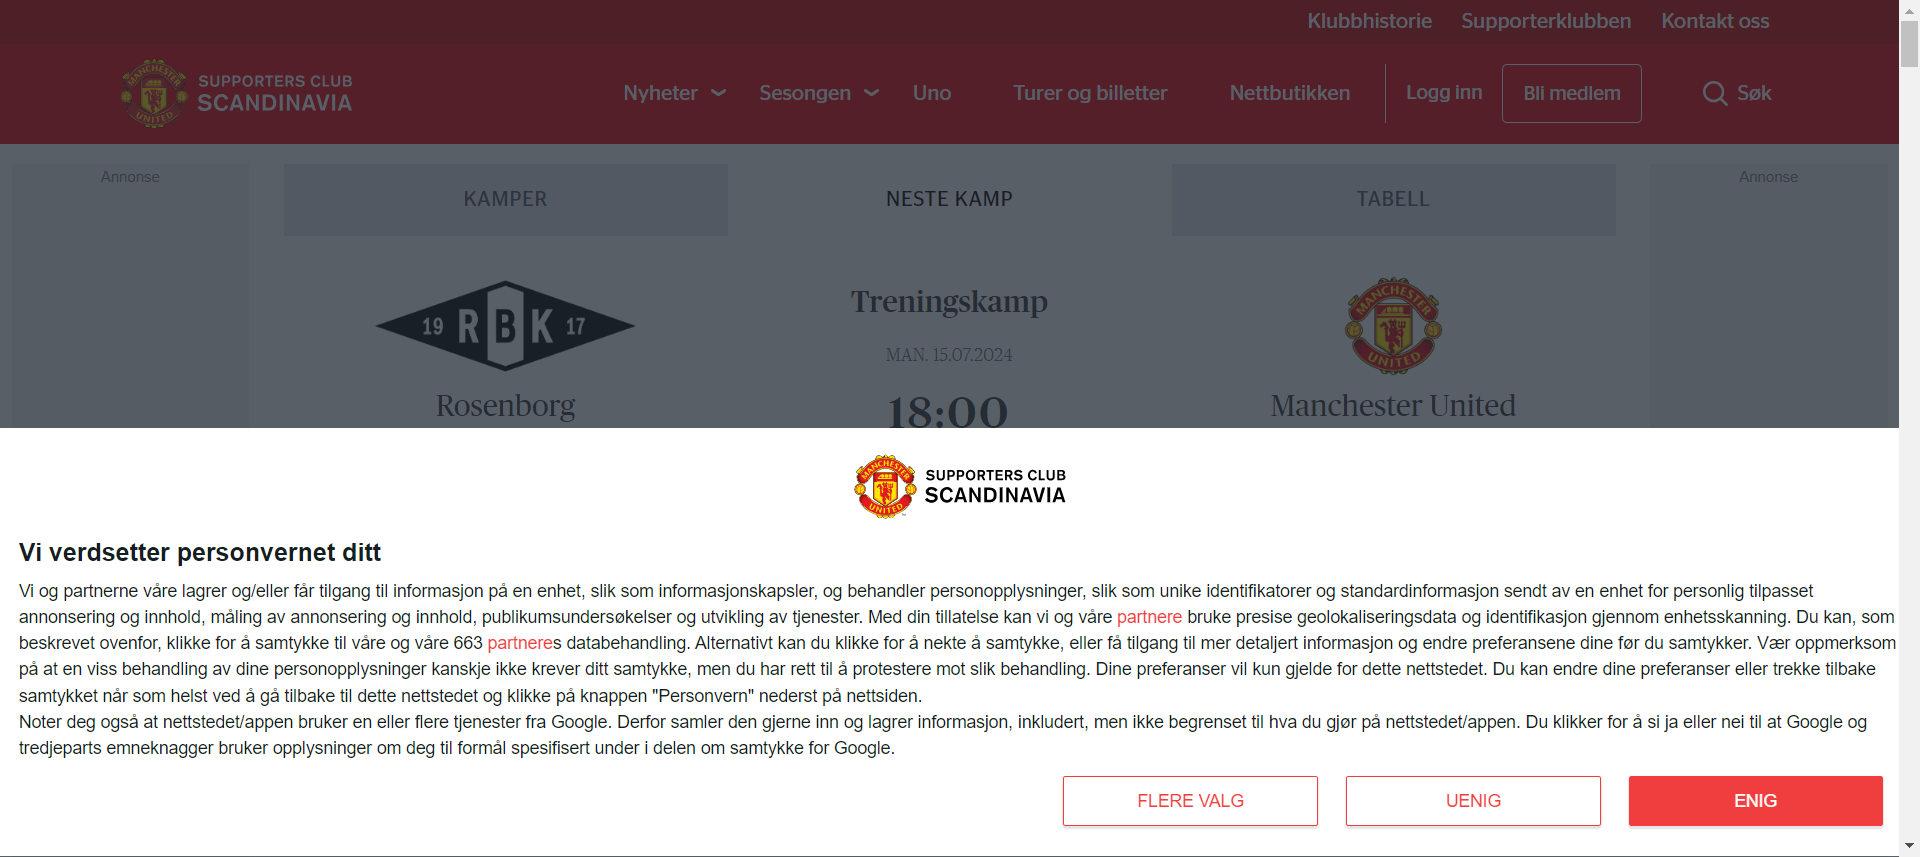 Klubbhistorie Supporterklubben Kontakt oss
MANCHESTER UNITED
SUPPORTERS CLUB
SCANDINAVIA
Nyheter Sesongen Uno Turer og billetter Nettbutikken Logg inn Bli medlem Søk
Annonse
KAMPER NESTE KAMP TABELL
Annonse
19 RBK 17
Treningskamp
MANCHESTER UNITED
MAN. 15.07.2024
Rosenborg 18:00 Manchester United
MANCHESTER UNITED
SUPPORTERS CLUB
SCANDINAVIA
Vi verdsetter personvernet ditt
Vi og partnerne våre lagrer og/eller får tilgang til informasjon på en enhet, slik som informasjonskapsler, og behandler personopplysninger, slik som unike identifikatorer og standardinformasjon sendt av en enhet for personlig tilpasset
annonsering og innhold, måling av annonsering og innhold, publikumsundersøkelser og utvikling av tjenester. Med din tillatelse kan vi og våre partnere bruke presise geolokaliseringsdata og identifikasjon gjennom enhetsskanning. Du kan, som
beskrevet ovenfor, klikke for å samtykke til våre og våre 663 partneres databehandling. Alternativt kan du klikke for å nekte å samtykke, eller få tilgang til mer detaljert informasjon og endre preferansene dine før du samtykker. Vær oppmerksom
på at en viss behandling av dine personopplysninger kanskje ikke krever ditt samtykke, men du har rett til å protestere mot slik behandling. Dine preferanser vil kun gjelde for dette nettstedet. Du kan endre dine preferanser eller trekke tilbake
samtykket når som helst ved å gå tilbake til dette nettstedet og klikke på knappen "Personvern" nederst på nettsiden.
Noter deg også at nettstedet/appen bruker en eller flere tjenester fra Google. Derfor samler den gjerne inn og lagrer informasjon, inkludert, men ikke begrenset til hva du gjør på nettstedet/appen. Du klikker for å si ja eller nei til at Google og
tredjeparts emneknagger bruker opplysninger om deg til formål spesifisert under i delen om samtykke for Google.
FLERE VALG UENIG ENIG